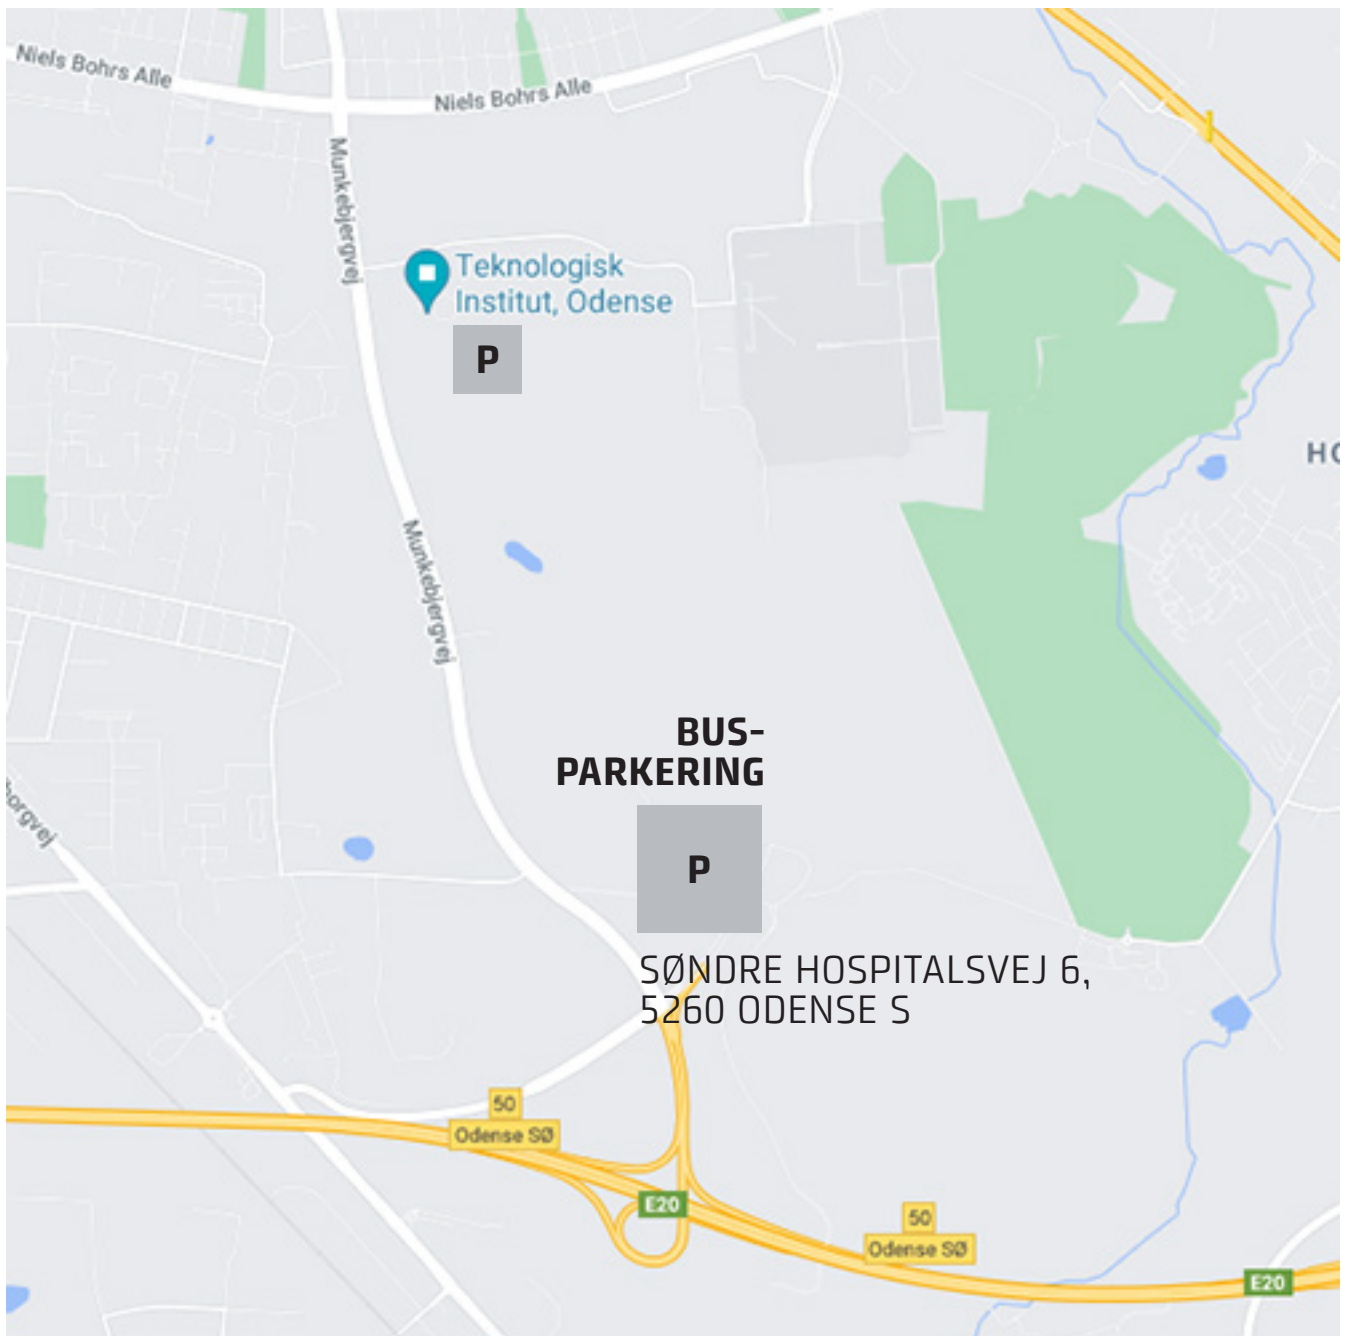 Niels Bohrs Alle
Niels Bohrs Alle
Munkebjergvej
Teknologisk
Institut, Odense
P
HO
Munkebjergvej
BUS-
PARKERING
P
SØNDRE HOSPITALSVEJ 6,
5260 ODENSE S
50
Odense SØ
E20
50
Odense SØ
E20